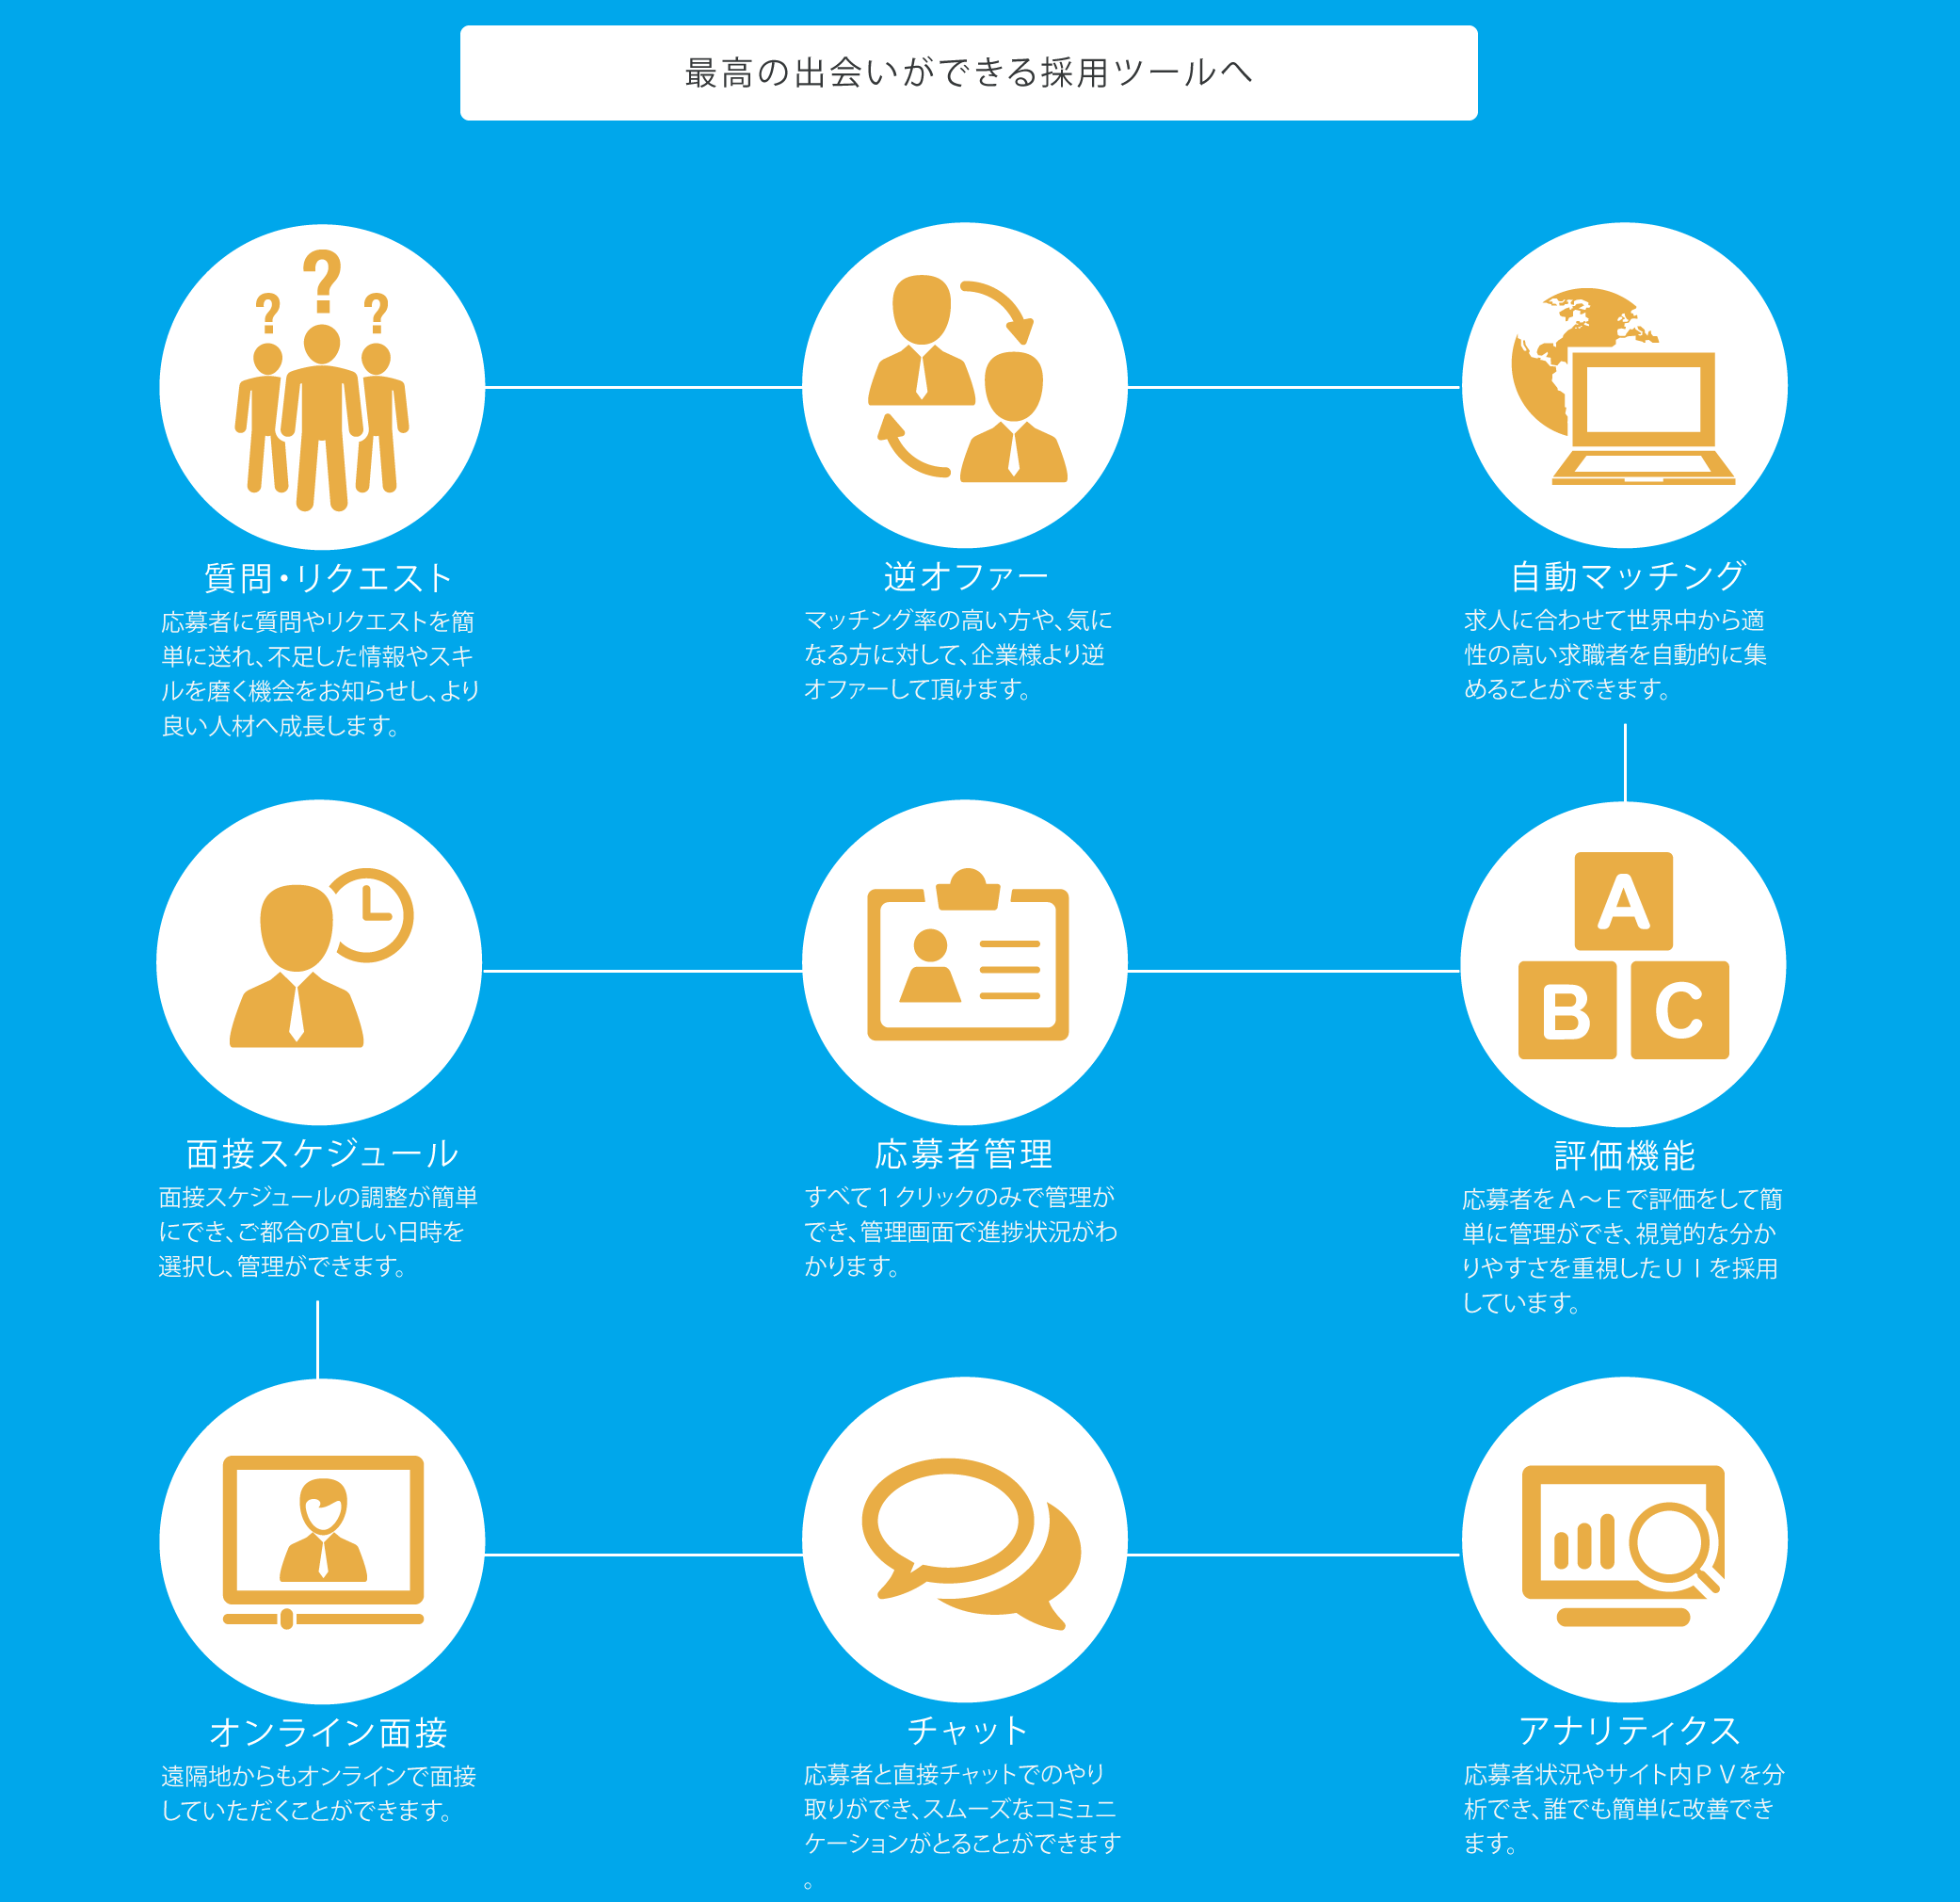 最高の出会いができる採用ツールへ
質問・リクエスト
応募者に質問やリクエストを簡
単に送れ、不足した情報やスキ
ルを磨く機会をお知らせし、より
良い人材へ成長します。
逆オファー
マッチング率の高い方や、気に
なる方に対して、企業様より逆
オファーして頂けます。
自動マッチング
求人に合わせて世界中から適
性の高い求職者を自動的に集
めることができます。
面接スケジュール
面接スケジュールの調整が簡単
にでき、ご都合の宜しい日時を
選択し、管理ができます。
応募者管理
すべて１クリックのみで管理が
でき、管理画面で進捗状況がわ
かります。
A
B C
評価機能
応募者をＡ～Ｅで評価をして簡
単に管理ができ、視覚的な分か
りやすさを重視したＵＩを採用
しています。
オンライン面接
遠隔地からもオンラインで面接
していただくことができます。
チャット
応募者と直接チャットでのやり
取りができ、スムーズなコミュニ
ケーションがとることができます
。
アナリティクス
応募者状況やサイト内ＰＶを分
析でき、誰でも簡単に改善でき
ます。